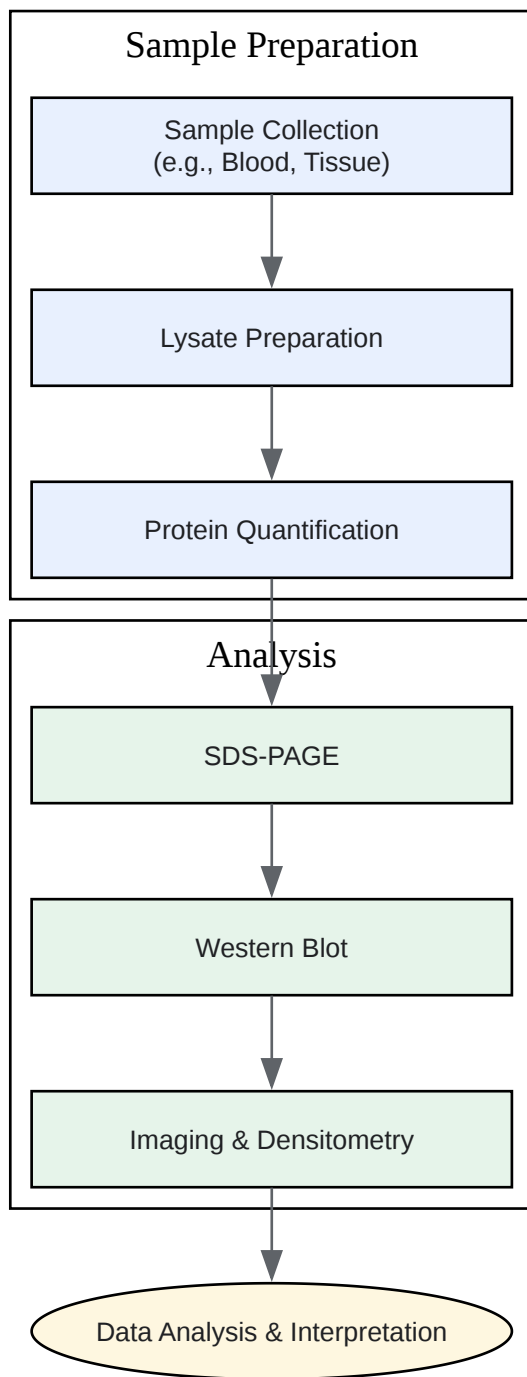 Sample Preparation
Sample Collection
(e.g., Blood, Tissue)
Lysate Preparation
Protein Quantification
Analysis
SDS-PAGE
Western Blot
Imaging & Densitometry
Data Analysis & Interpretation